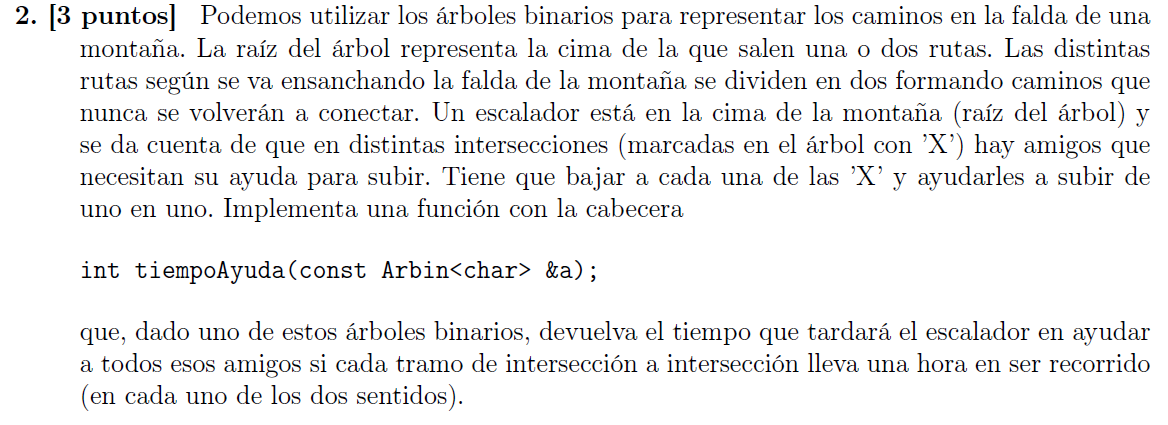 2. [3 puntos] Podemos utilizar los árboles binarios para representar los caminos en la falda de una
montaña. La raíz del árbol representa la cima de la que salen una o dos rutas. Las distintas
rutas según se va ensanchando la falda de la montaña se dividen en dos formando caminos que
nunca se volverán a conectar. Un escalador está en la cima de la montaña (raíz del árbol) y
se da cuenta de que en distintas intersecciones (marcadas en el árbol con 'X') hay amigos que
necesitan su ayuda para subir. Tiene que bajar a cada una de las 'X' y ayudarles a subir de
uno en uno. Implementa una función con la cabecera
int tiempoAyuda(const Arbin<char> &a);
que, dado uno de estos árboles binarios, devuelva el tiempo que tardará el escalador en ayudar
a todos esos amigos si cada tramo de intersección a intersección lleva una hora en ser recorrido
(en cada uno de los dos sentidos).